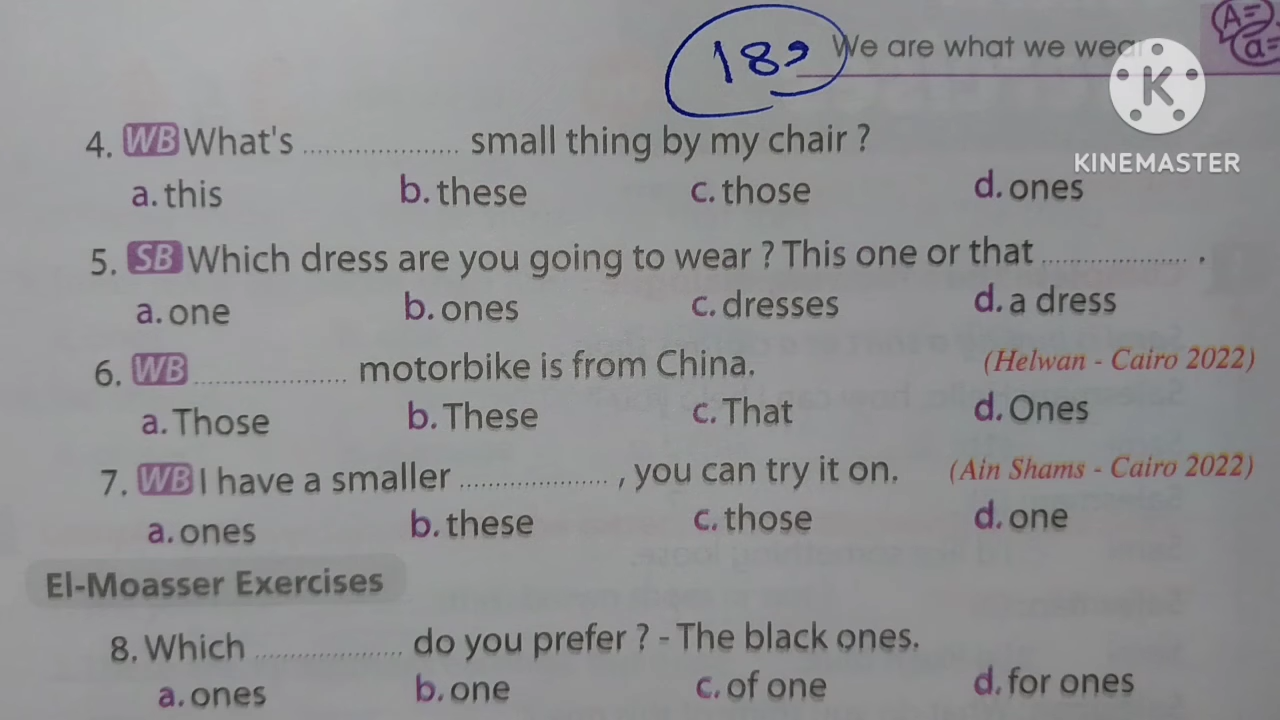 189 We are what we wear
A=
a=
K
KINEMASTER
4. WB What's .................... small thing by my chair ?
a. this b. these c. those d. ones
5. SB Which dress are you going to wear ? This one or that .................... .
a. one b. ones c. dresses d. a dress
6. WB .................... motorbike is from China. (Helwan - Cairo 2022)
a. Those b. These c. That d. Ones
7. WB I have a smaller .................... , you can try it on. (Ain Shams - Cairo 2022)
a. ones b. these c. those d. one
El-Moasser Exercises
8. Which .................... do you prefer ? - The black ones.
a. ones b. one c. of one d. for ones